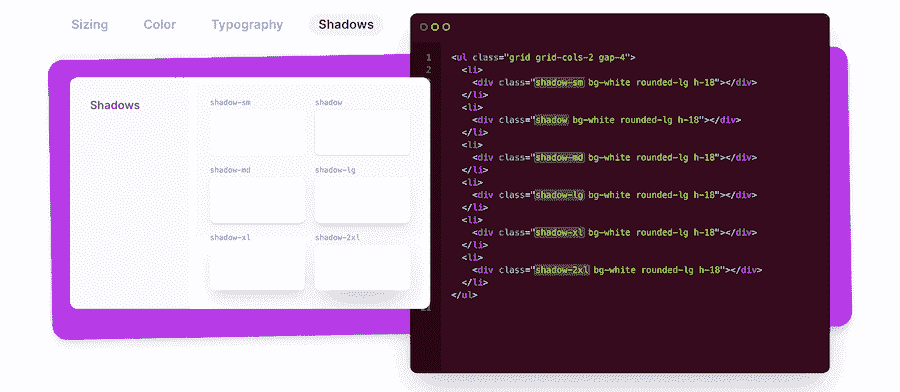 Sizing Color Typography Shadows
Shadows
shadow-sm shadow
shadow-md shadow-lg
shadow-xl shadow-2xl
1 <ul class="grid grid-cols-2 gap-4">
2 <li>
<div class="shadow-sm bg-white rounded-lg h-18"></div>
</li>
<li>
<div class="shadow bg-white rounded-lg h-18"></div>
</li>
<li>
<div class="shadow-md bg-white rounded-lg h-18"></div>
</li>
<li>
<div class="shadow-lg bg-white rounded-lg h-18"></div>
</li>
<li>
<div class="shadow-xl bg-white rounded-lg h-18"></div>
</li>
<li>
<div class="shadow-2xl bg-white rounded-lg h-18"></div>
</li>
</ul>